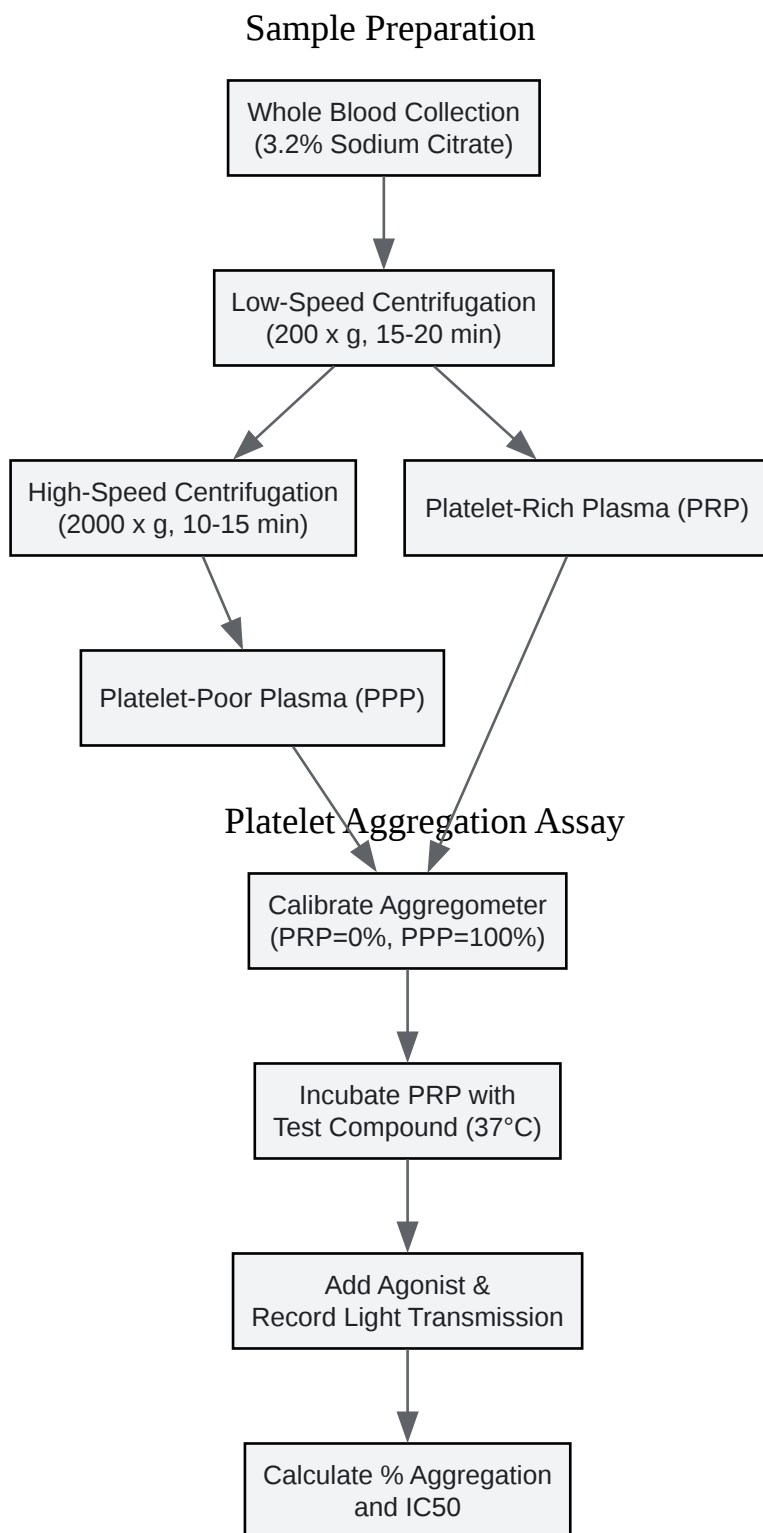 Sample Preparation
Whole Blood Collection
(3.2% Sodium Citrate)
Low-Speed Centrifugation
(200 x g, 15-20 min)
High-Speed Centrifugation
(2000 x g, 10-15 min)
Platelet-Rich Plasma (PRP)
Platelet-Poor Plasma (PPP)
Platelet Aggregation Assay
Calibrate Aggregometer
(PRP=0%, PPP=100%)
Incubate PRP with
Test Compound (37°C)
Add Agonist &
Record Light Transmission
Calculate % Aggregation
and IC50